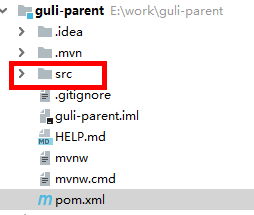 guli-parent E:\work\guli-parent
.idea
.mvn
src
.gitignore
guli-parent.iml
MD HELP.md
mvnw
mvnw.cmd
m pom.xml